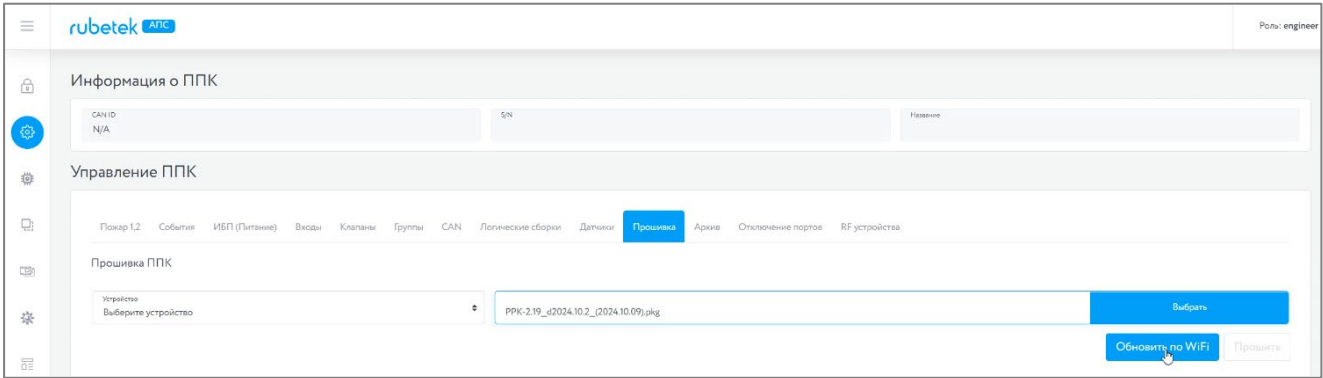 rubetek АПС
Роль: engineer
Информация о ППК
CAN ID
N/A
S/N
Название
Управление ППК
Пожар 1,2 События ИБП (Питание) Входы Клапаны Группы CAN Логические сборки Датчики Прошивка Архив Отключение портов RF устройства
Прошивка ППК
Устройство
Выберите устройство
PPK-2.19_d2024.10.2_(2024.10.09).pkg
Выбрать
Обновить по WiFi
Прошить